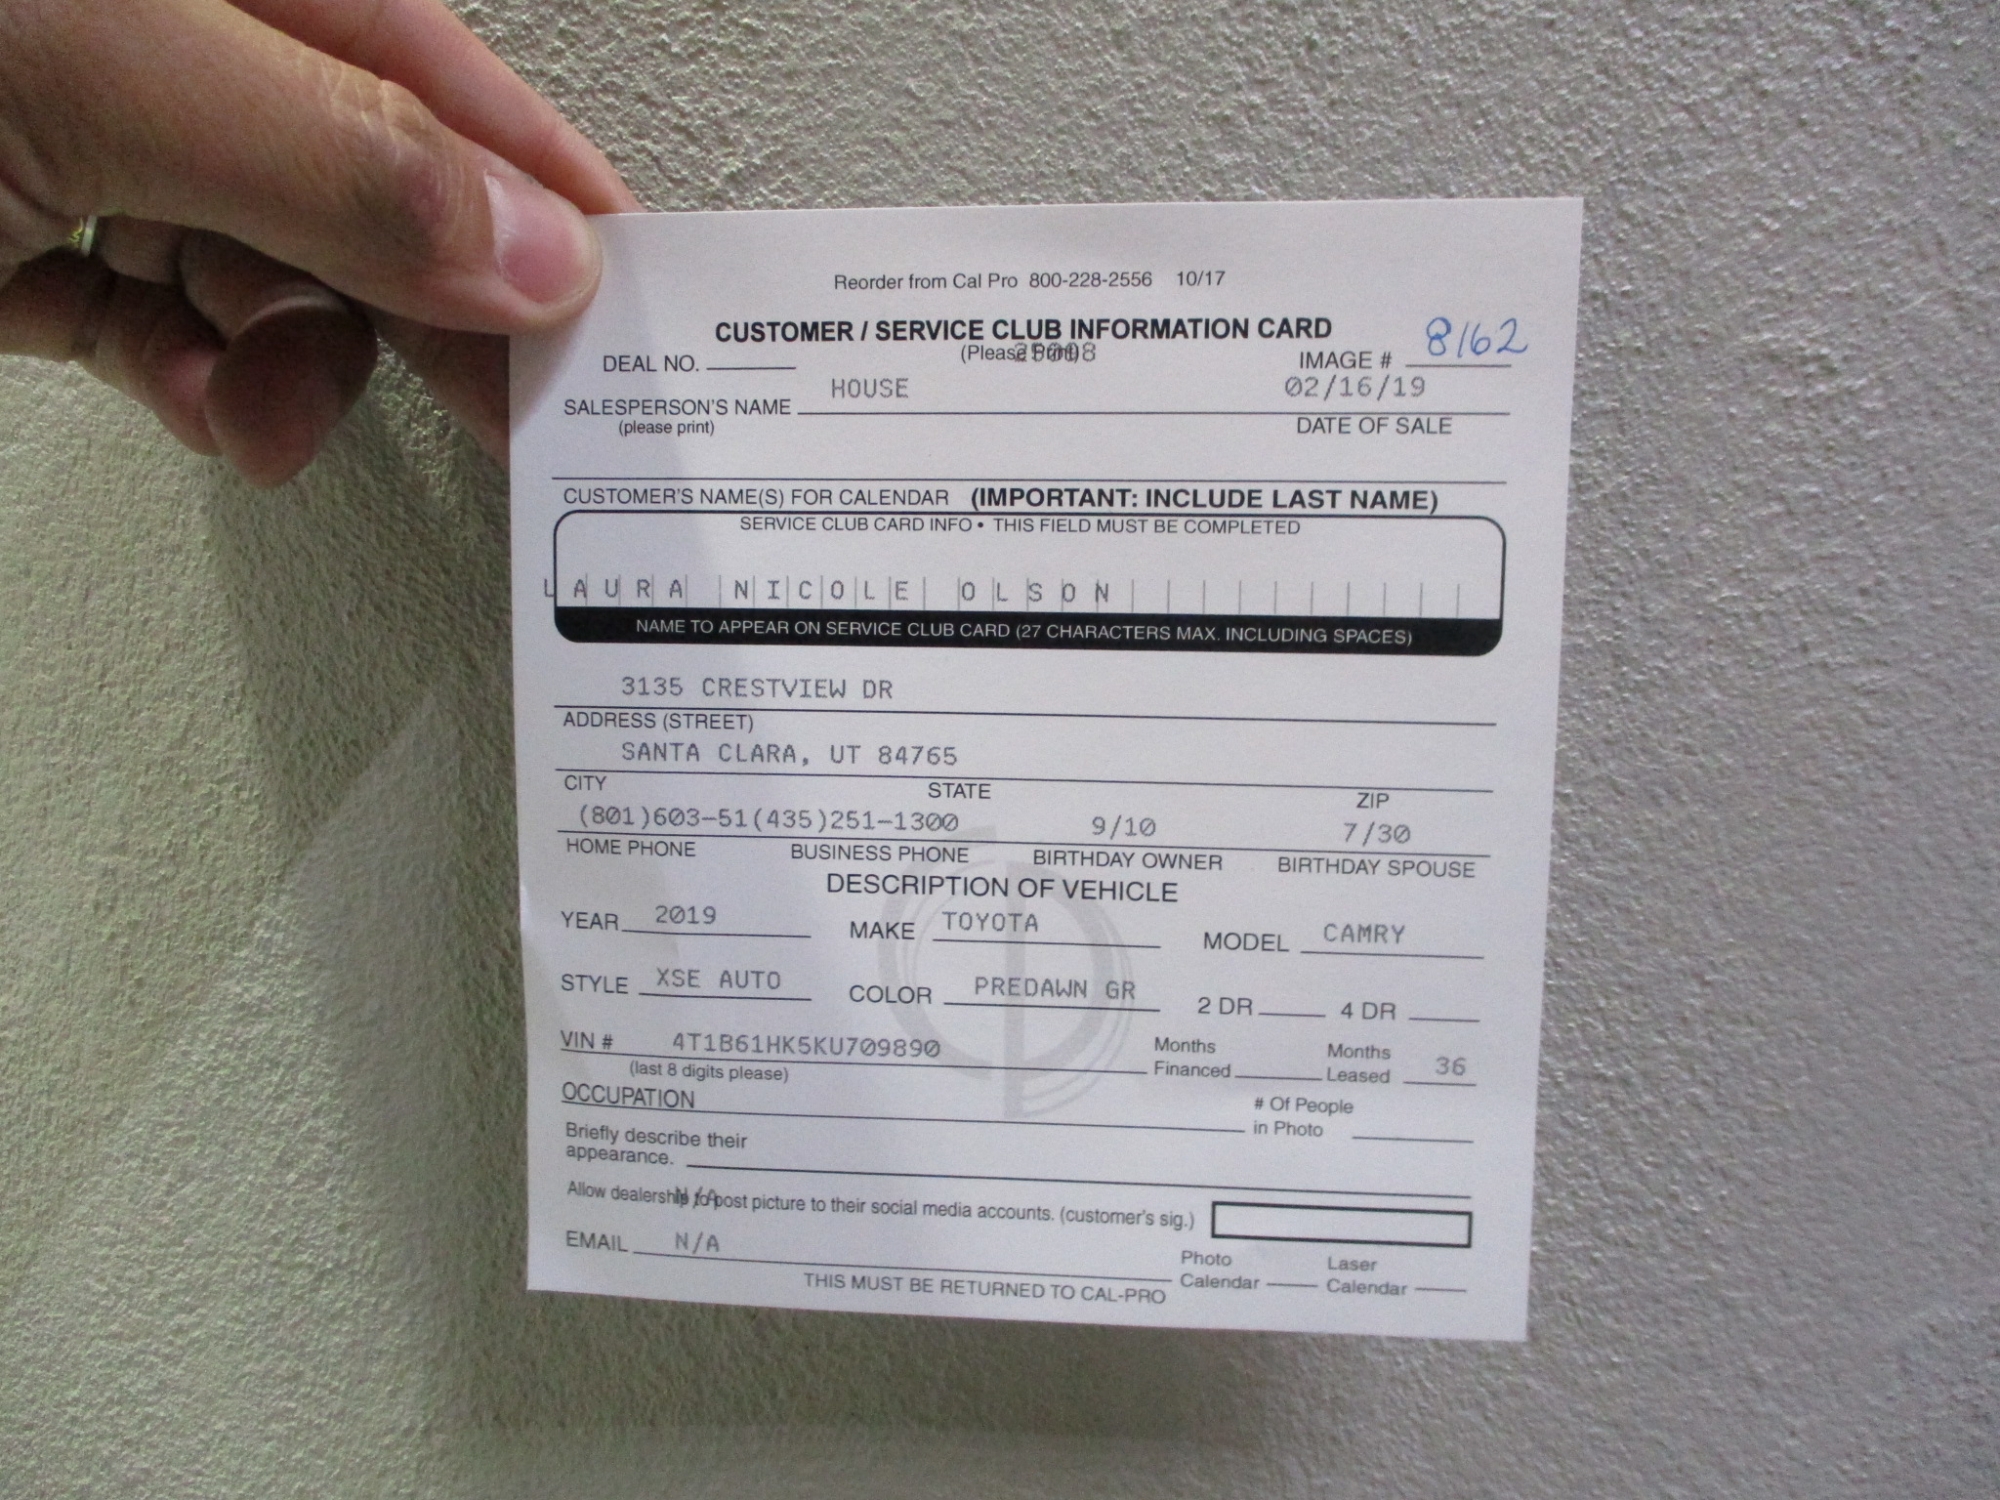 Reorder from Cal Pro 800-228-2556 10/17
CUSTOMER / SERVICE CLUB INFORMATION CARD
(Please Print)
DEAL NO. IMAGE # 8162
HOUSE 02/16/19
SALESPERSON'S NAME
(please print) DATE OF SALE
CUSTOMER'S NAME(S) FOR CALENDAR (IMPORTANT: INCLUDE LAST NAME)
SERVICE CLUB CARD INFO • THIS FIELD MUST BE COMPLETED
LAURA NICOLE OLSON
NAME TO APPEAR ON SERVICE CLUB CARD (27 CHARACTERS MAX. INCLUDING SPACES)
3135 CRESTVIEW DR
ADDRESS (STREET)
SANTA CLARA, UT 84765
CITY STATE ZIP
(801)603-51(435)251-1300 9/10 7/30
HOME PHONE BUSINESS PHONE BIRTHDAY OWNER BIRTHDAY SPOUSE
DESCRIPTION OF VEHICLE
YEAR 2019 MAKE TOYOTA MODEL CAMRY
STYLE XSE AUTO COLOR PREDAWN GR 2 DR 4 DR
VIN # 4T1B61HK5KU709890 Months Financed Months Leased 36
(last 8 digits please)
OCCUPATION # Of People in Photo
Briefly describe their
appearance.
N/A
Allow dealership to post picture to their social media accounts. (customer's sig.)
EMAIL N/A Photo Calendar Laser Calendar
THIS MUST BE RETURNED TO CAL-PRO